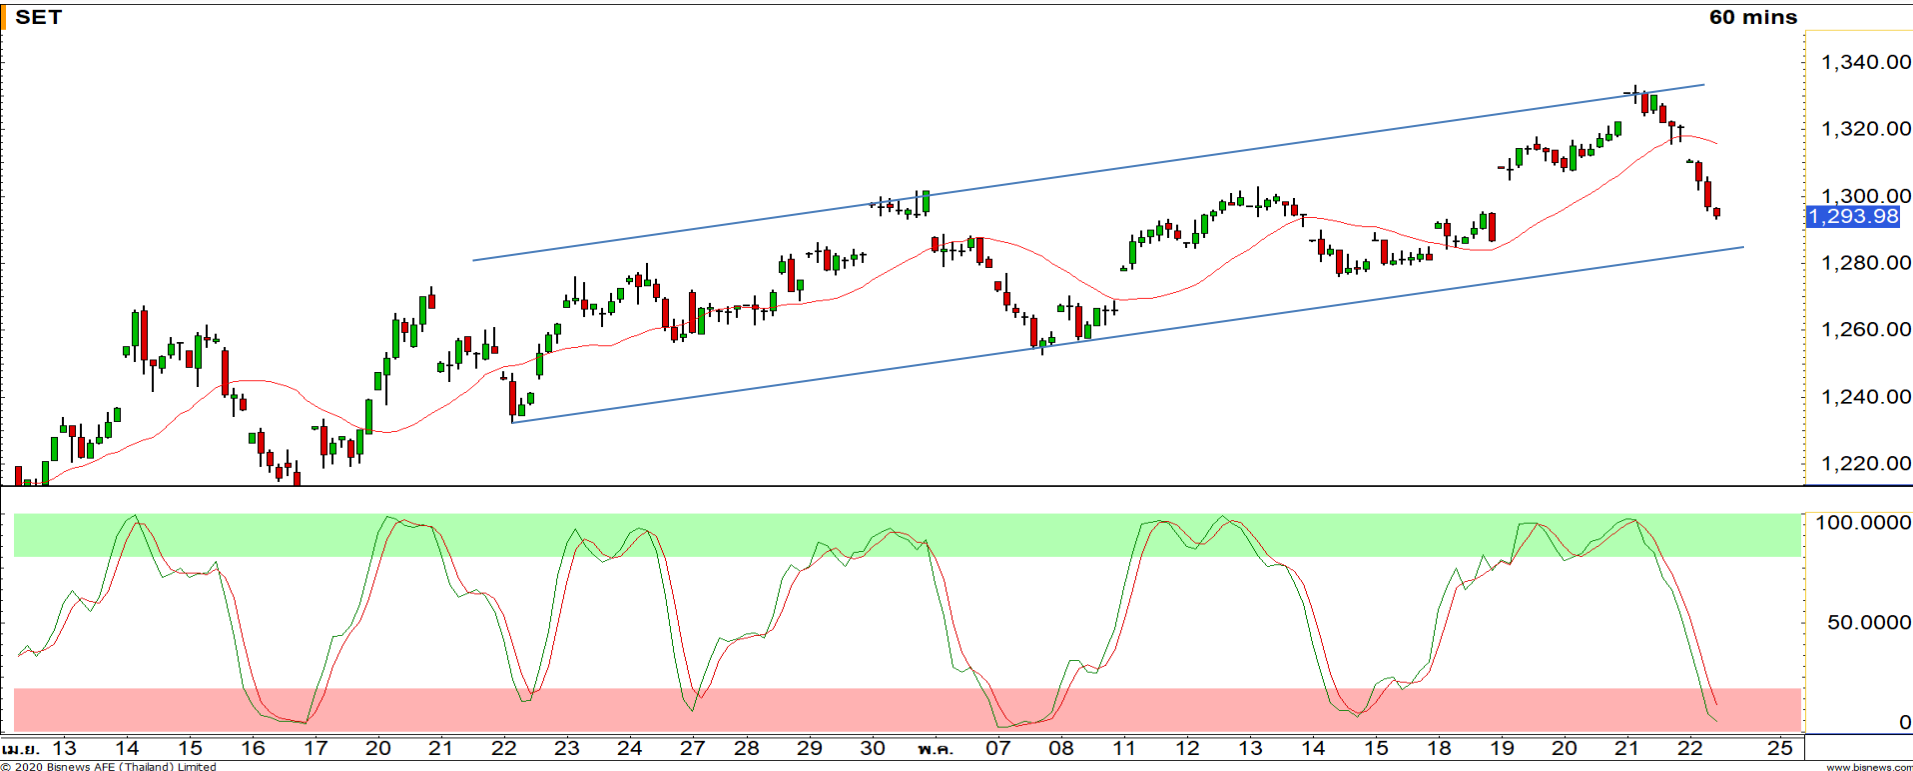 SET
60 mins
1,340.00
1,320.00
1,300.00
1,293.98
1,280.00
1,260.00
1,240.00
1,220.00
100.0000
50.0000
0
เม.ย. 13 14 15 16 17 20 21 22 23 24 27 28 29 30 พ.ค. 07 08 11 12 13 14 15 18 19 20 21 22 25
© 2020 Bisnews AFE (Thailand) Limited
www.bisnews.com